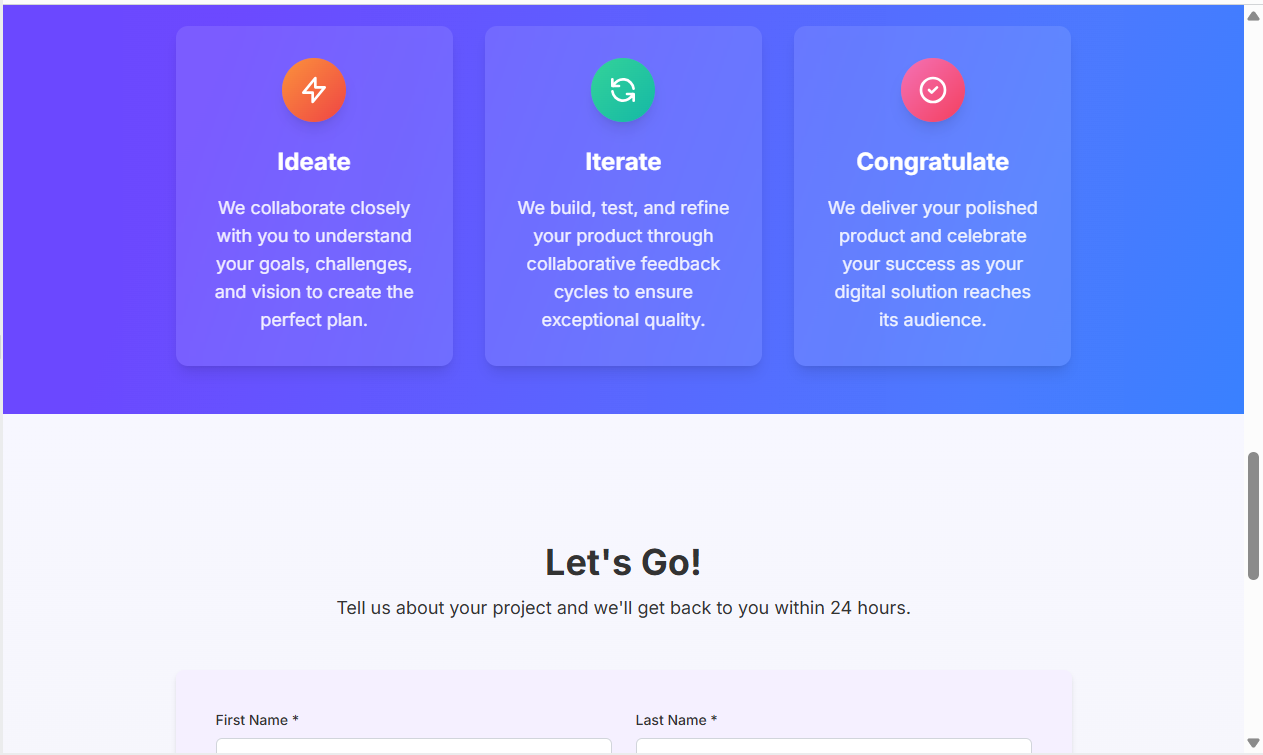 Ideate
We collaborate closely
with you to understand
your goals, challenges,
and vision to create the
perfect plan.
Iterate
We build, test, and refine
your product through
collaborative feedback
cycles to ensure
exceptional quality.
Congratulate
We deliver your polished
product and celebrate
your success as your
digital solution reaches
its audience.
Let's Go!
Tell us about your project and we'll get back to you within 24 hours.
First Name *
Last Name *